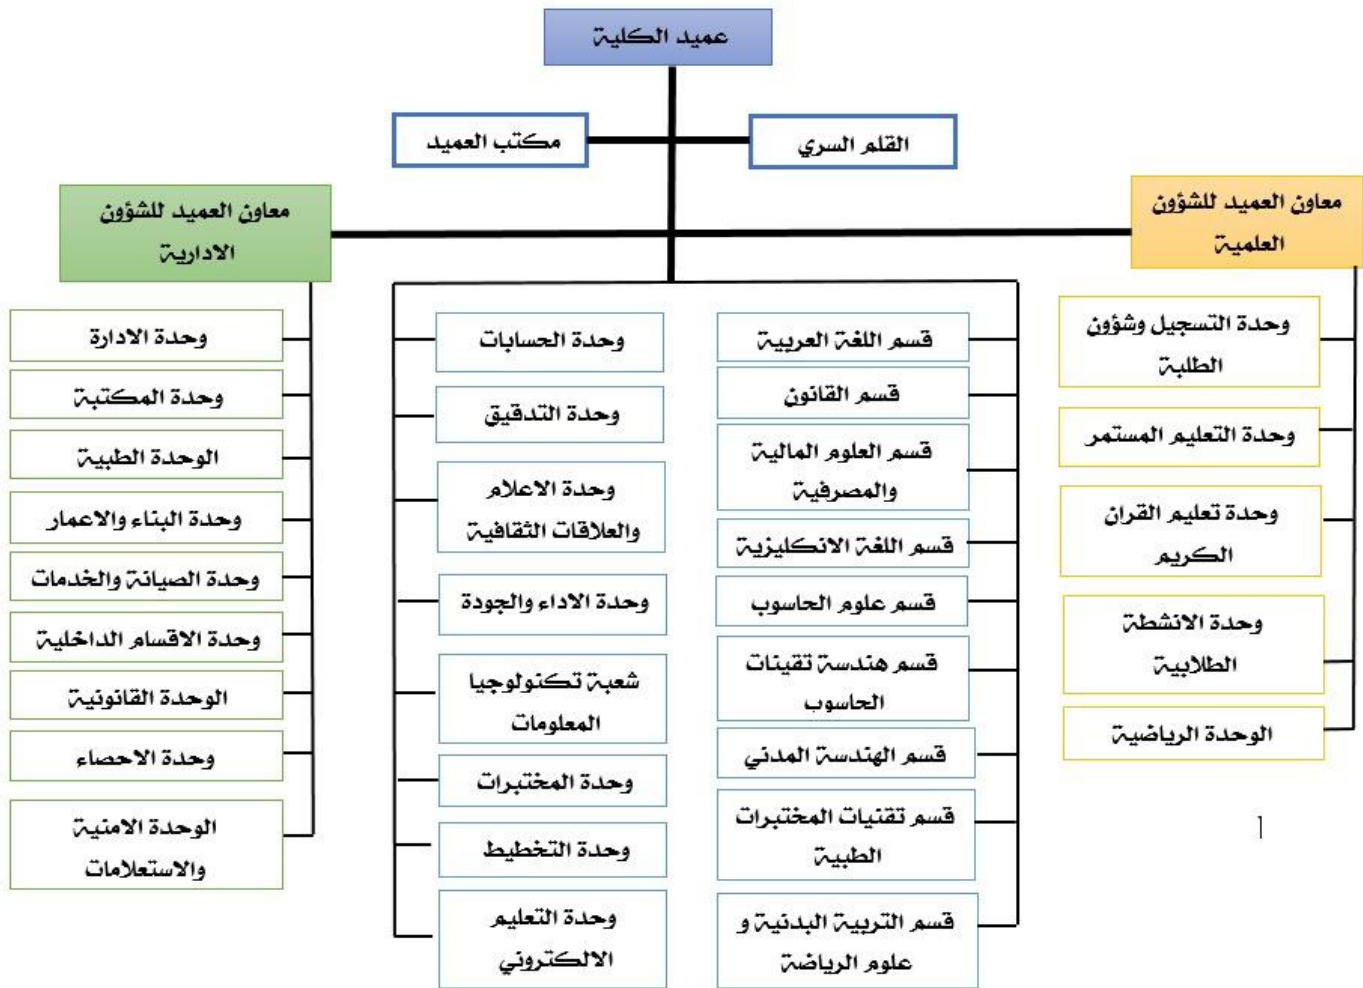 عميد الكلية
القلم السري
مكتب العميد
معاون العميد للشؤون
العلمية
معاون العميد للشؤون
الادارية
وحدة التسجيل وشؤون
الطلبة
وحدة التعليم المستمر
وحدة تعليم القران
الكريم
وحدة الانشطة
الطلابية
الوحدة الرياضية
قسم اللغة العربية
قسم القانون
قسم العلوم المالية
والمصرفية
قسم اللغة الانكليزية
قسم علوم الحاسوب
قسم هندسة تقينات
الحاسوب
قسم الهندسة المدني
قسم تقنيات المختبرات
الطبية
قسم التربية البدنية و
علوم الرياضة
وحدة الحسابات
وحدة التدقيق
وحدة الاعلام
والعلاقات الثقافية
وحدة الاداء والجودة
شعبة تكنولوجيا
المعلومات
وحدة المختبرات
وحدة التخطيط
وحدة التعليم
الالكتروني
وحدة الادارة
وحدة المكتبة
الوحدة الطبية
وحدة البناء والاعمار
وحدة الصيانة والخدمات
وحدة الاقسام الداخلية
الوحدة القانونية
وحدة الاحصاء
الوحدة الامنية
والاستعلامات